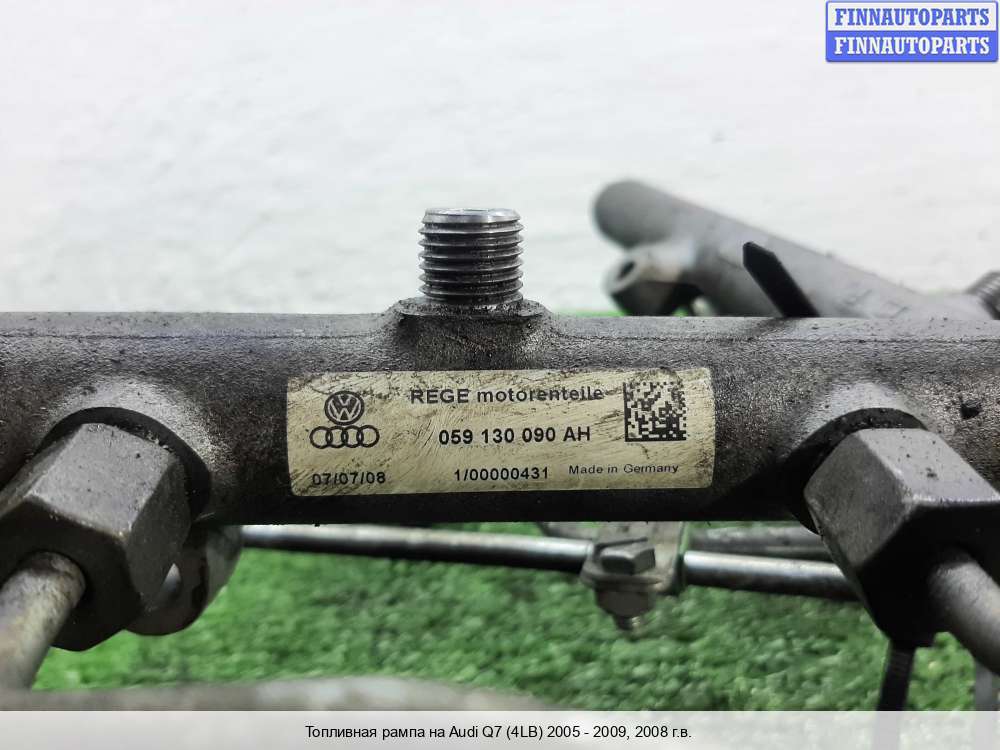 FINNAUTOPARTS
FINNAUTOPARTS
REGE motorenteile
059 130 090 AH
07/07/08
1/00000431
Made in Germany
Топливная рампа на Audi Q7 (4LB) 2005 - 2009, 2008 г.в.